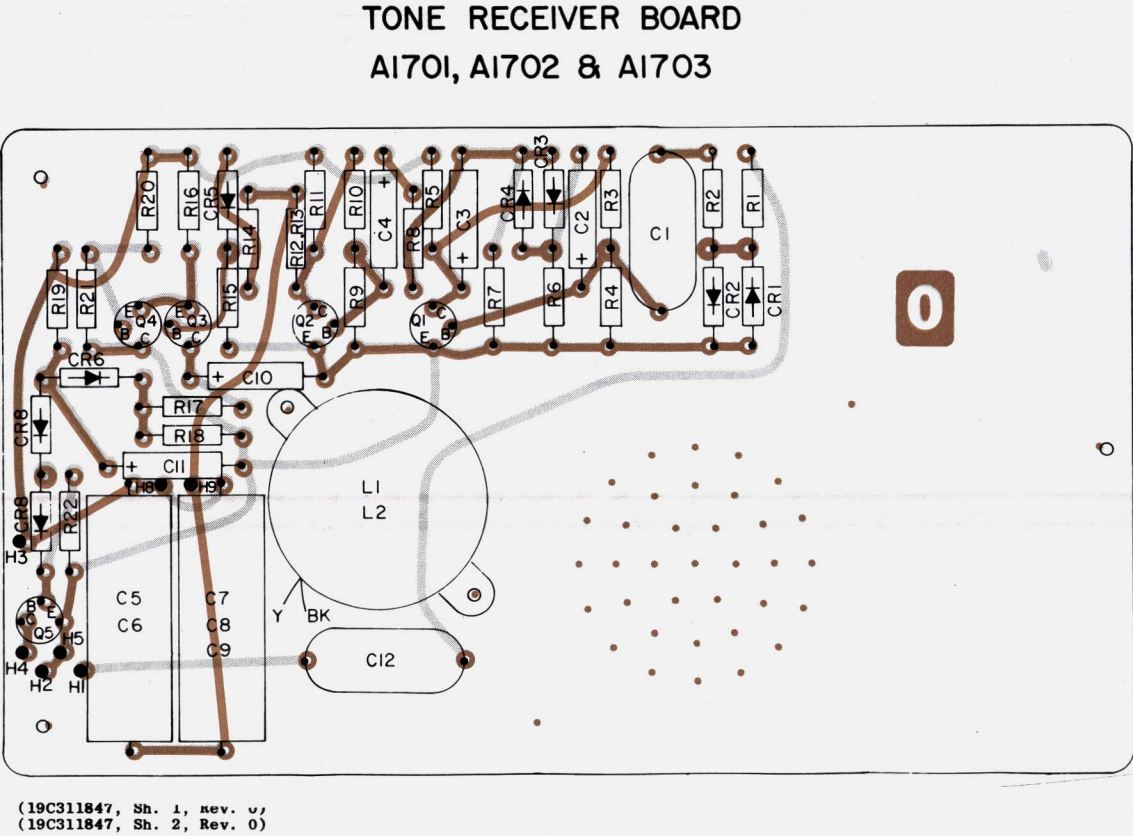 TONE RECEIVER BOARD
A1701, A1702 & A1703
R20
R16
CR5
R14
R12,R13
R11
R10
C4
R8
R5
C3
CR4
CR3
C2
R3
C1
R2
R1
R19
R21
E
Q4
B
C
E
Q3
B
C
R15
C
Q2
B
E
R9
C
Q1
B
E
R7
R6
R4
CR2
CR1
0
CR6
+ C10
R17
R18
+ C11
CR8
H8
H9
CR8
R22
H3
L1
L2
C5
C6
C7
C8
C9
Y
BK
B
E
C
Q5
H5
H4
H2
H1
C12
(19C311847, Sh. 1, Rev. 0)
(19C311847, Sh. 2, Rev. 0)